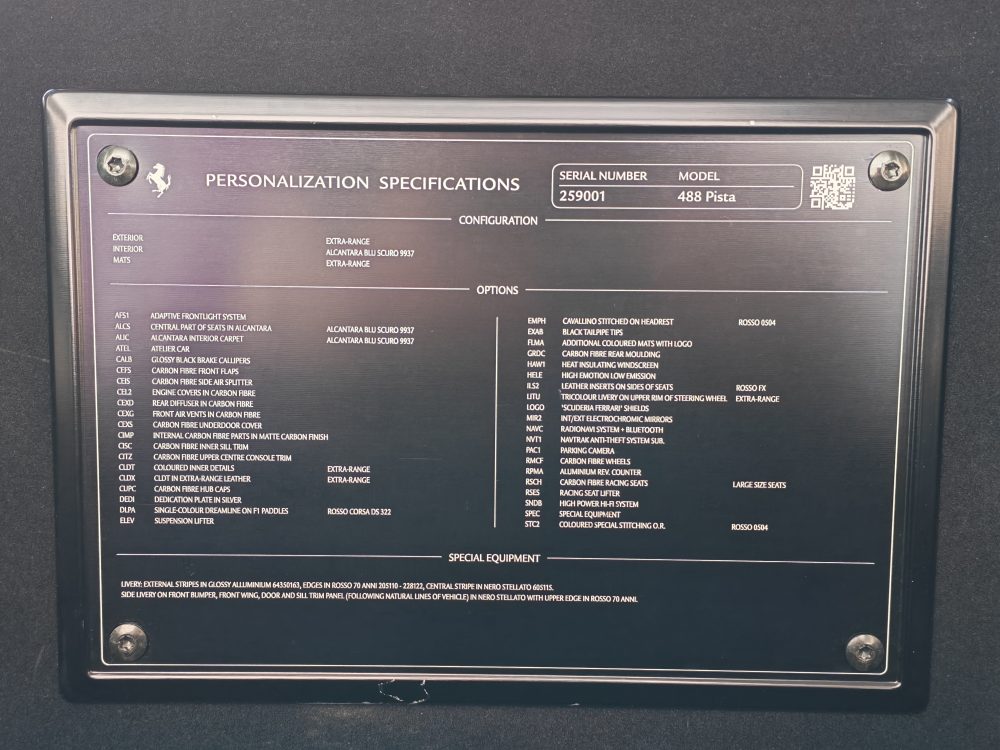 PERSONALIZATION SPECIFICATIONS
SERIAL NUMBER MODEL
259001 488 Pista
CONFIGURATION
EXTERIOR EXTRA-RANGE
INTERIOR ALCANTARA BLU SCURO 9937
MATS EXTRA-RANGE
OPTIONS
AFS1 ADAPTIVE FRONTLIGHT SYSTEM
ALCS CENTRAL PART OF SEATS IN ALCANTARA ALCANTARA BLU SCURO 9937
ALIC ALCANTARA INTERIOR CARPET ALCANTARA BLU SCURO 9937
ATEL ATELIER CAR
CALB GLOSSY BLACK BRAKE CALLIPERS
CEFS CARBON FIBRE FRONT FLAPS
CEIS CARBON FIBRE SIDE AIR SPLITTER
CEL2 ENGINE COVERS IN CARBON FIBRE
CEXD REAR DIFFUSER IN CARBON FIBRE
CEXG FRONT AIR VENTS IN CARBON FIBRE
CEXS CARBON FIBRE UNDERDOOR COVER
CIMP INTERNAL CARBON FIBRE PARTS IN MATTE CARBON FINISH
CISC CARBON FIBRE INNER SILL TRIM
CITZ CARBON FIBRE UPPER CENTRE CONSOLE TRIM
CLDT COLOURED INNER DETAILS EXTRA-RANGE
CLDX CLDT IN EXTRA-RANGE LEATHER EXTRA-RANGE
CUPC CARBON FIBRE HUB CAPS
DEDI DEDICATION PLATE IN SILVER
DLPA SINGLE-COLOUR DREAMLINE ON F1 PADDLES ROSSO CORSA DS 322
ELEV SUSPENSION LIFTER
EMPH CAVALLINO STITCHED ON HEADREST ROSSO 0504
EXAB BLACK TAILPIPE TIPS
FLMA ADDITIONAL COLOURED MATS WITH LOGO
GRDC CARBON FIBRE REAR MOULDING
HAW1 HEAT INSULATING WINDSCREEN
HELE HIGH EMOTION LOW EMISSION
ILS2 LEATHER INSERTS ON SIDES OF SEATS ROSSO FX
LITU TRICOLOUR LIVERY ON UPPER RIM OF STEERING WHEEL EXTRA-RANGE
LOGO 'SCUDERIA FERRARI' SHIELDS
MIR2 INT/EXT ELECTROCHROMIC MIRRORS
NAVC RADIONAVI SYSTEM + BLUETOOTH
NVT1 NAVTRAK ANTI-THEFT SYSTEM SUB.
PAC1 PARKING CAMERA
RMCF CARBON FIBRE WHEELS
RPMA ALUMINIUM REV. COUNTER
RSCH CARBON FIBRE RACING SEATS LARGE SIZE SEATS
RSES RACING SEAT LIFTER
SNDB HIGH POWER HI-FI SYSTEM
SPEC SPECIAL EQUIPMENT
STC2 COLOURED SPECIAL STITCHING O.R. ROSSO 0504
SPECIAL EQUIPMENT
LIVERY: EXTERNAL STRIPES IN GLOSSY ALLUMINIUM 64350163, EDGES IN ROSSO 70 ANNI 205110 - 228122, CENTRAL STRIPE IN NERO STELLATO 605115.
SIDE LIVERY ON FRONT BUMPER, FRONT WING, DOOR AND SILL TRIM PANEL (FOLLOWING NATURAL LINES OF VEHICLE) IN NERO STELLATO WITH UPPER EDGE IN ROSSO 70 ANNI.